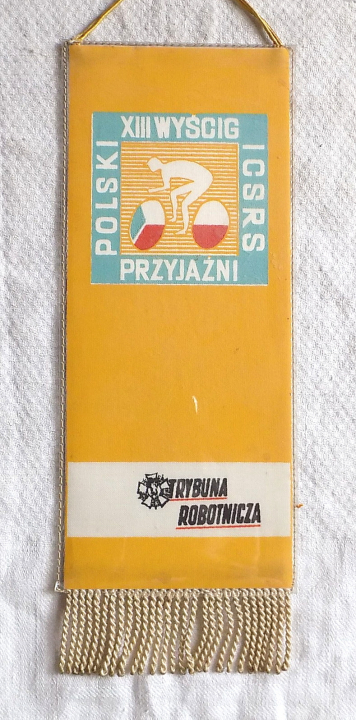 XIII WYŚCIG
PRZYJAŹNI
POLSKI
I CSRS
TRYBUNA
ROBOTNICZA